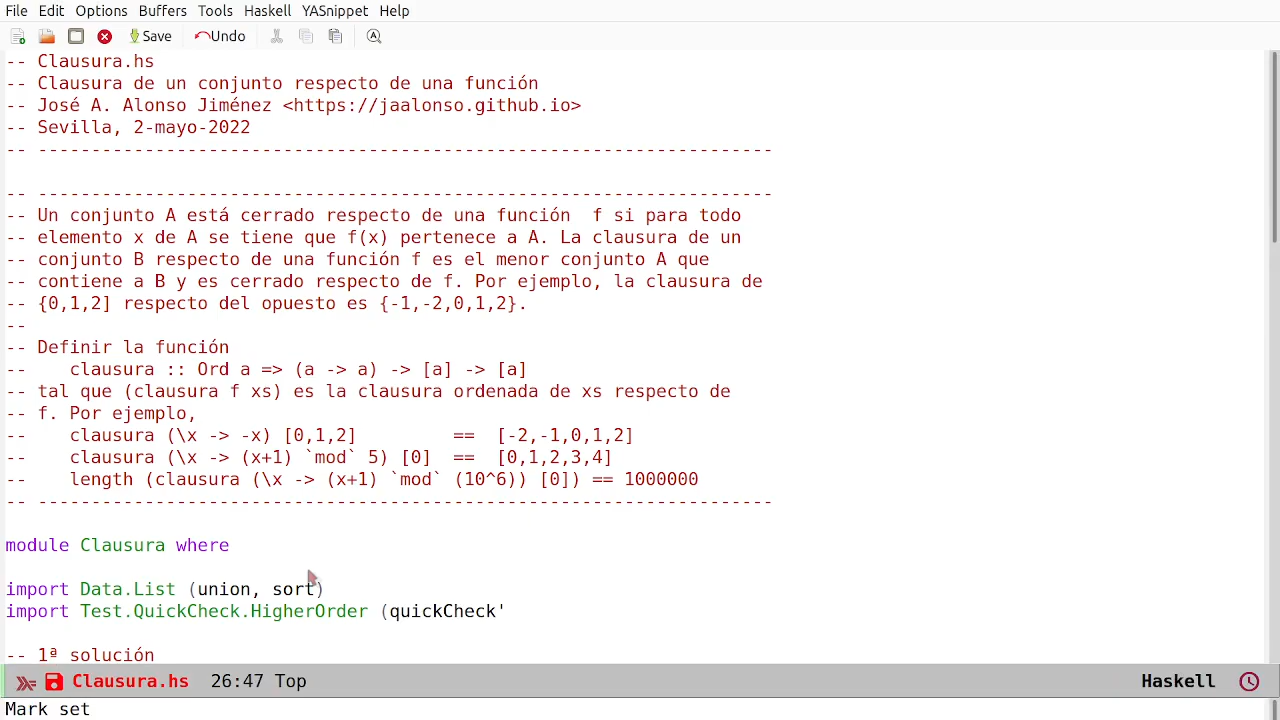 File Edit Options Buffers Tools Haskell YASnippet Help
Save Undo
-- Clausura.hs
-- Clausura de un conjunto respecto de una función
-- José A. Alonso Jiménez <https://jaalonso.github.io>
-- Sevilla, 2-mayo-2022
-- ---------------------------------------------------------------------
-- ---------------------------------------------------------------------
-- Un conjunto A está cerrado respecto de una función  f si para todo
-- elemento x de A se tiene que f(x) pertenece a A. La clausura de un
-- conjunto B respecto de una función f es el menor conjunto A que
-- contiene a B y es cerrado respecto de f. Por ejemplo, la clausura de
-- {0,1,2] respecto del opuesto es {-1,-2,0,1,2}.
--
-- Definir la función
--    clausura :: Ord a => (a -> a) -> [a] -> [a]
-- tal que (clausura f xs) es la clausura ordenada de xs respecto de
-- f. Por ejemplo,
--    clausura (\x -> -x) [0,1,2]         ==  [-2,-1,0,1,2]
--    clausura (\x -> (x+1) `mod` 5) [0]  ==  [0,1,2,3,4]
--    length (clausura (\x -> (x+1) `mod` (10^6)) [0]) == 1000000
-- ---------------------------------------------------------------------
module Clausura where
import Data.List (union, sort)
import Test.QuickCheck.HigherOrder (quickCheck'
-- 1ª solución
Clausura.hs 26:47 Top Haskell
Mark set